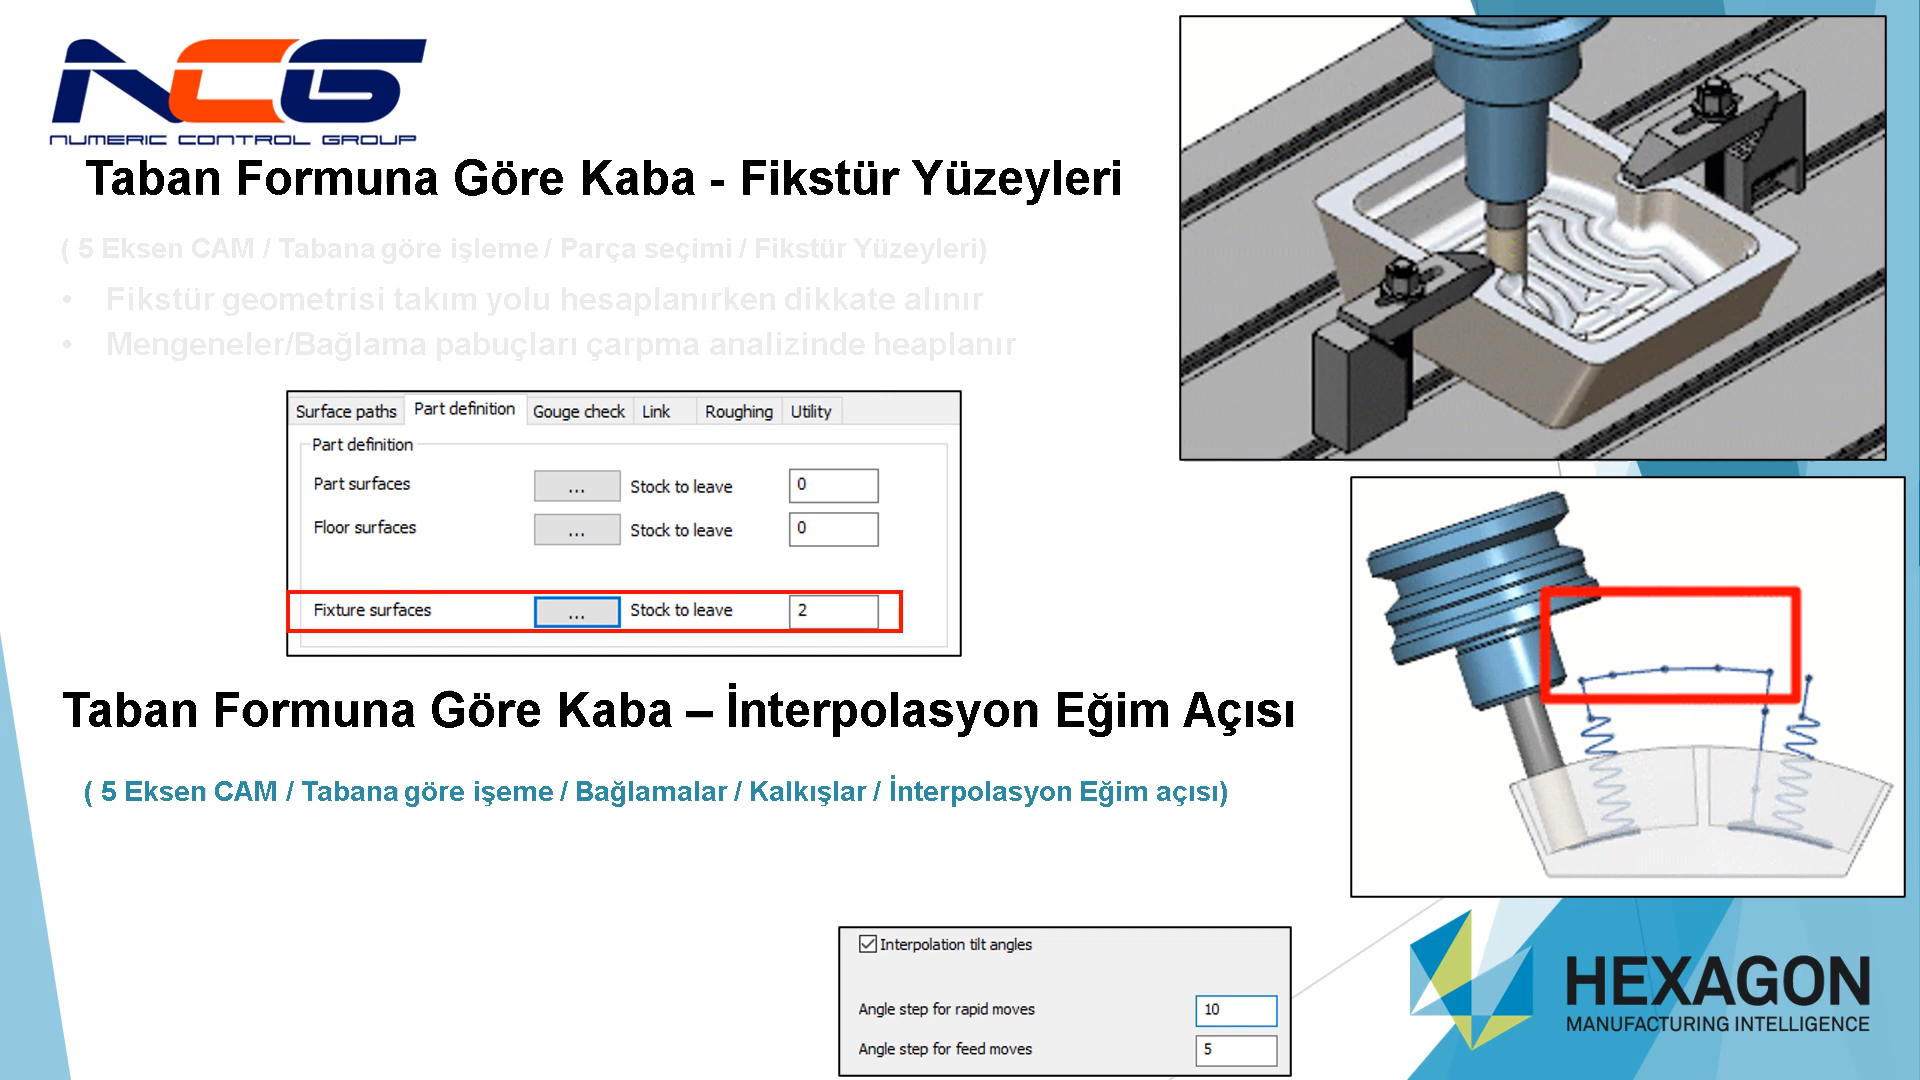 NCG
NUMERIC CONTROL GROUP
Taban Formuna Göre Kaba - Fikstür Yüzeyleri
( 5 Eksen CAM / Tabana göre işleme / Parça seçimi / Fikstür Yüzeyleri)
• Fikstür geometrisi takım yolu hesaplanırken dikkate alınır
• Mengeneler/Bağlama pabuçları çarpma analizinde heaplanır
Surface paths Part definition Gouge check Link Roughing Utility
Part definition
Part surfaces ... Stock to leave 0
Floor surfaces ... Stock to leave 0
Fixture surfaces ... Stock to leave 2
Taban Formuna Göre Kaba – İnterpolasyon Eğim Açısı
( 5 Eksen CAM / Tabana göre işeme / Bağlamalar / Kalkışlar / İnterpolasyon Eğim açısı)
Interpolation tilt angles
Angle step for rapid moves 10
Angle step for feed moves 5
HEXAGON
MANUFACTURING INTELLIGENCE